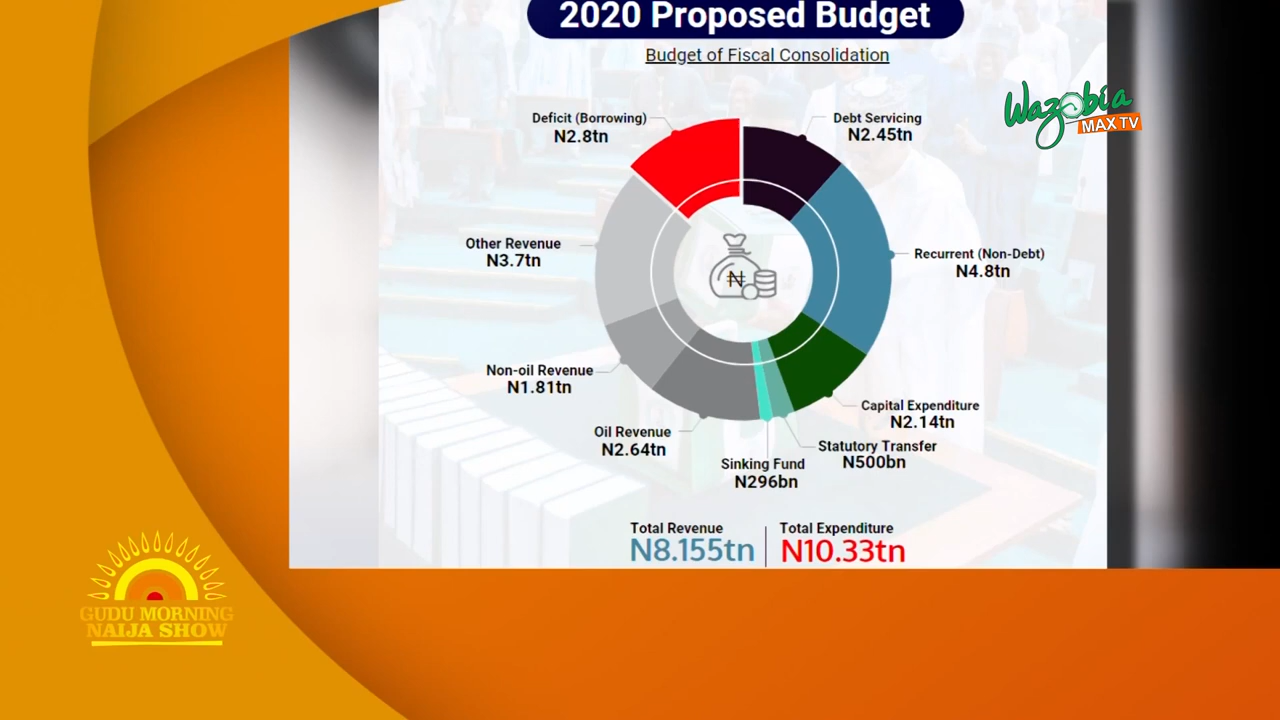 2020 Proposed Budget
Budget of Fiscal Consolidation
Wazobia
MAX TV
Deficit (Borrowing)
N2.8tn
Debt Servicing
N2.45tn
Other Revenue
N3.7tn
Recurrent (Non-Debt)
N4.8tn
Non-oil Revenue
N1.81tn
Capital Expenditure
N2.14tn
Oil Revenue
N2.64tn
Statutory Transfer
N500bn
Sinking Fund
N296bn
₦
Total Revenue
N8.155tn
Total Expenditure
N10.33tn
GUDU MORNING
NAIJA SHOW